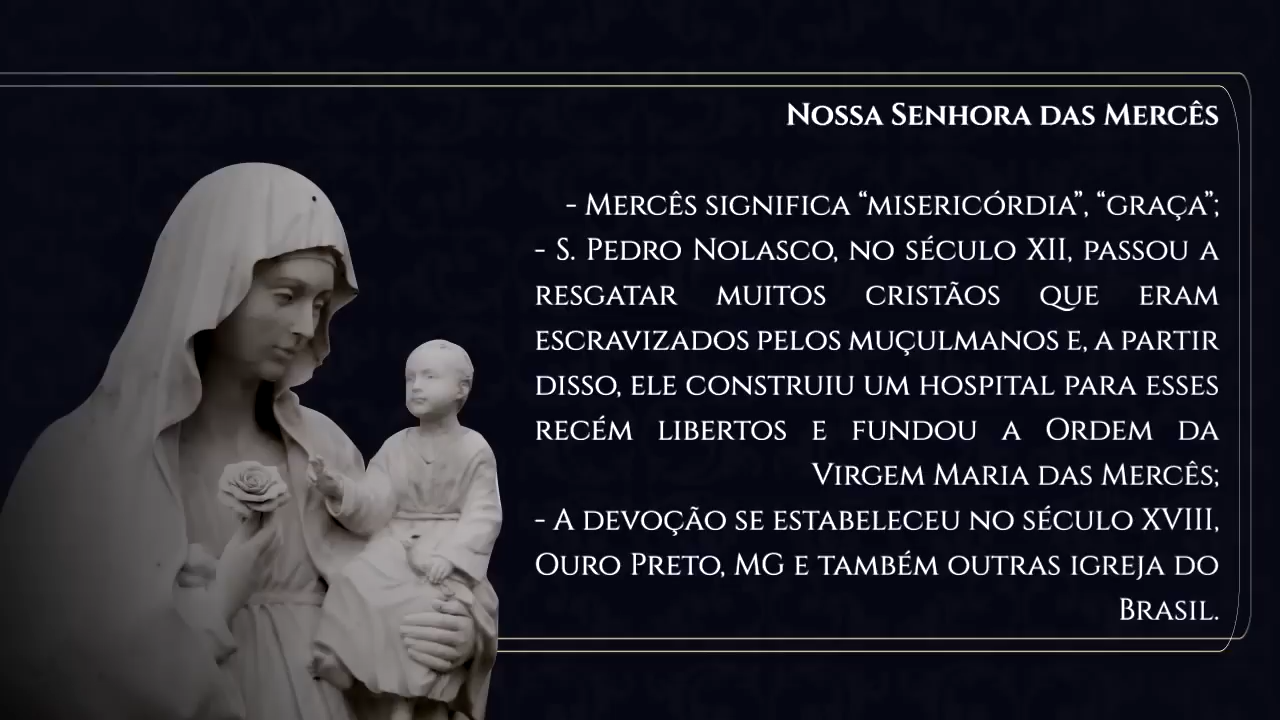 Nossa Senhora das Mercês
- Mercês significa “misericórdia”, “graça”;
- S. Pedro Nolasco, no século XII, passou a
resgatar muitos cristãos que eram
escravizados pelos muçulmanos e, a partir
disso, ele construiu um hospital para esses
recém libertos e fundou a Ordem da
Virgem Maria das Mercês;
- A devoção se estabeleceu no século XVIII,
Ouro Preto, MG e também outras igreja do
Brasil.